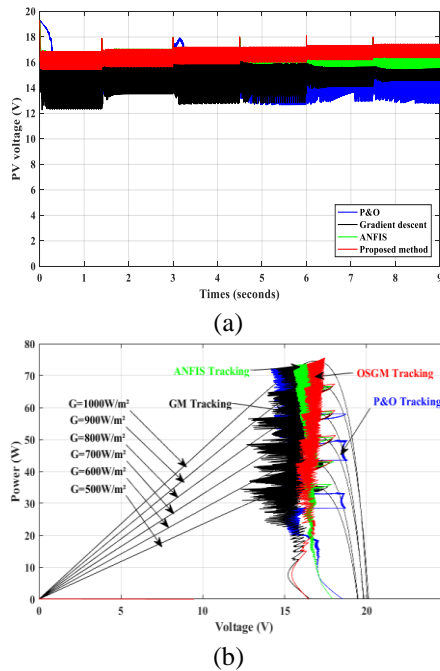 (a)
20
18
16
14
12
10
8
6
4
2
0
PV voltage (V)
P&O
Gradient descent
ANFIS
Proposed method
0 1 2 3 4 5 6 7 8 9
Times (seconds)
(a)
80
70
60
50
40
30
20
10
0
Power (W)
ANFIS Tracking
OSGM Tracking
GM Tracking
P&O Tracking
G=1000W/m²
G=900W/m²
G=800W/m²
G=700W/m²
G=600W/m²
G=500W/m²
0 5 10 15 20
Voltage (V)
(b)